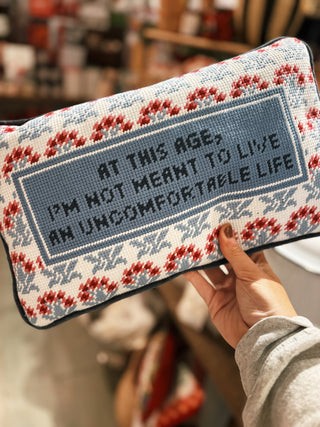 AT THIS AGE,
I'M NOT MEANT TO LIVE
AN UNCOMFORTABLE LIFE